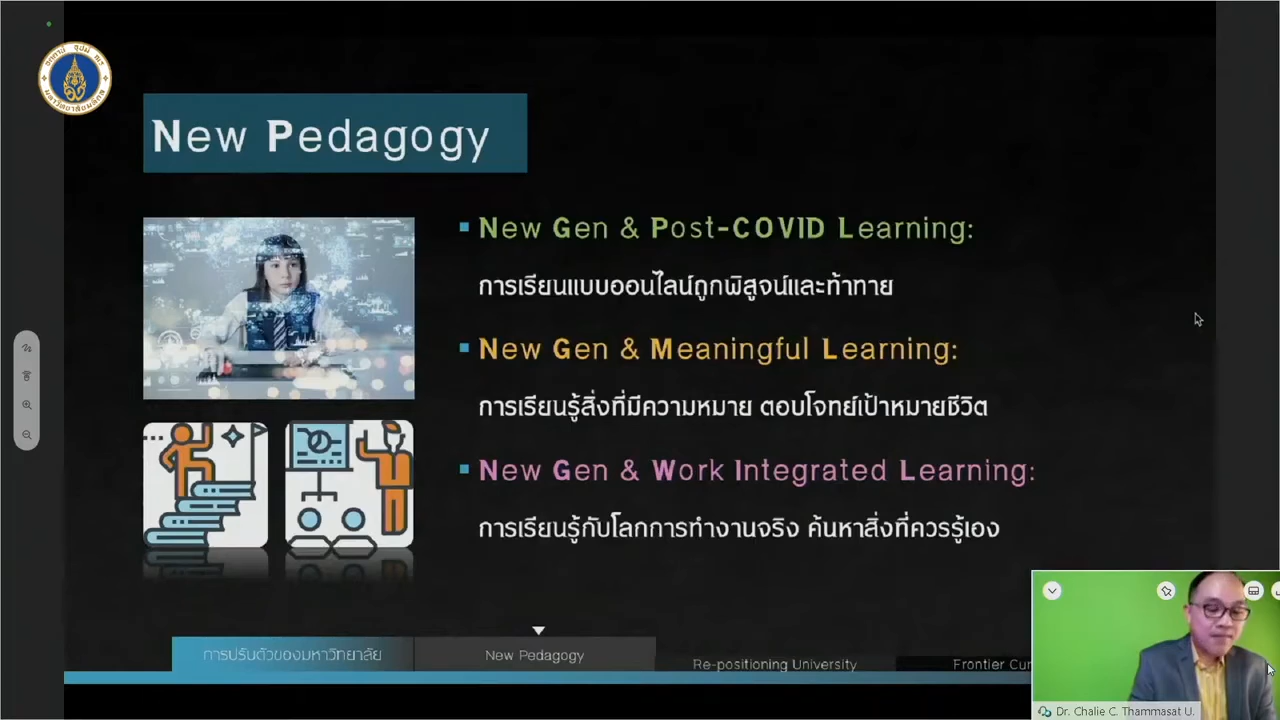 New Pedagogy
New Gen & Post-COVID Learning:
การเรียนแบบออนไลน์ถูกพิสูจน์และท้าทาย
New Gen & Meaningful Learning:
การเรียนรู้สิ่งที่มีความหมาย ตอบโจทย์เป้าหมายชีวิต
New Gen & Work Integrated Learning:
การเรียนรู้กับโลกการทำงานจริง ค้นหาสิ่งที่ควรรู้เอง
การปรับตัวของมหาวิทยาลัย
New Pedagogy
Re-positioning University
Frontier
Dr. Chalie C. Thammasat U.